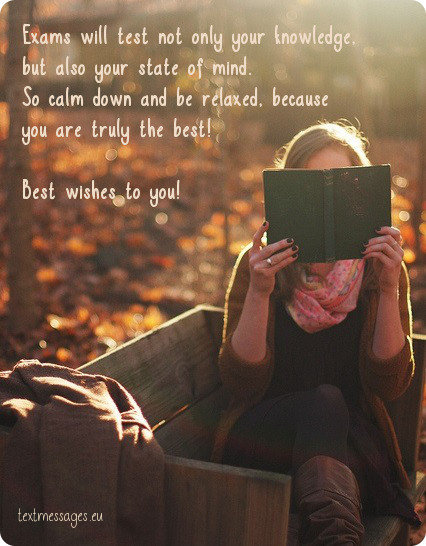 Exams will test not only your knowledge,
but also your state of mind.
So calm down and be relaxed, because
you are truly the best!
Best wishes to you!
textmessages.eu